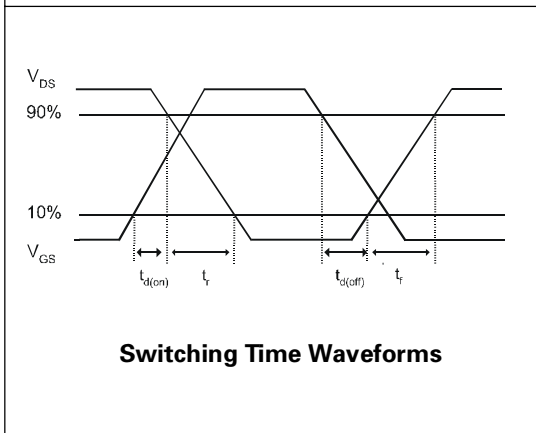 VDS
90%
10%
VGS
td(on) tr td(off) tf
Switching Time Waveforms